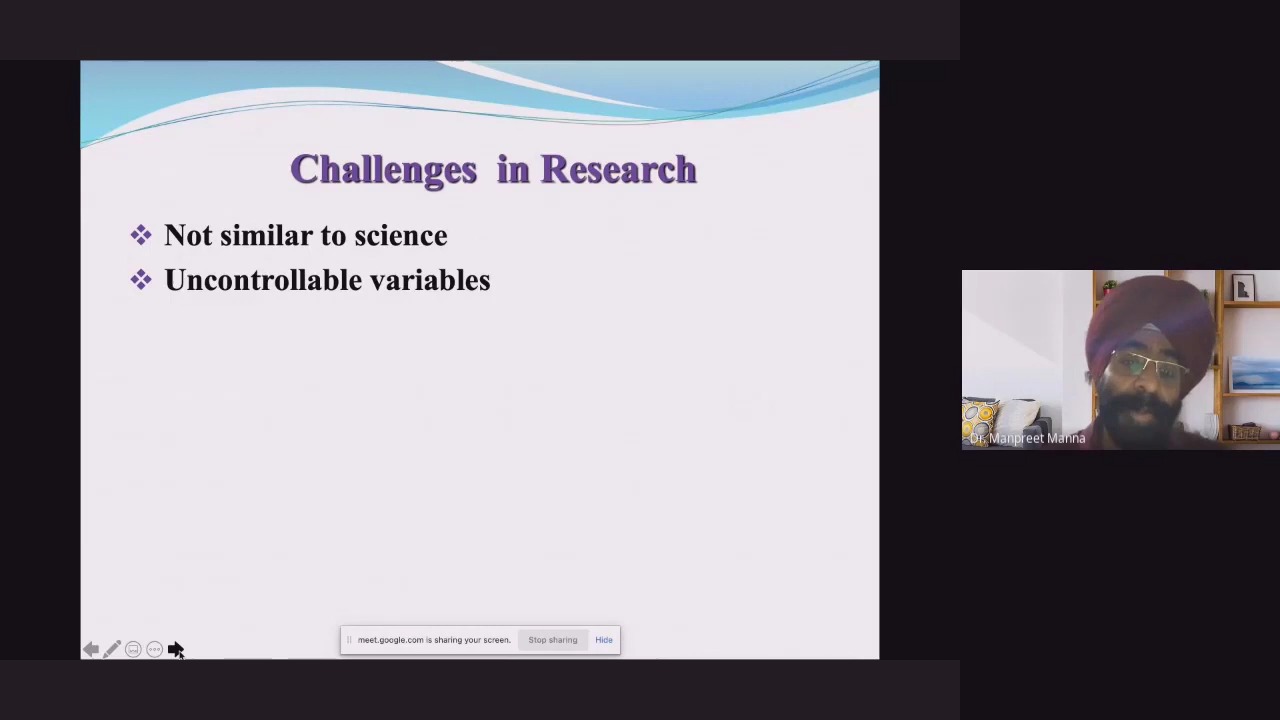 Challenges in Research
❖ Not similar to science
❖ Uncontrollable variables
Dr. Manpreet Manna
meet.google.com is sharing your screen. Stop sharing Hide